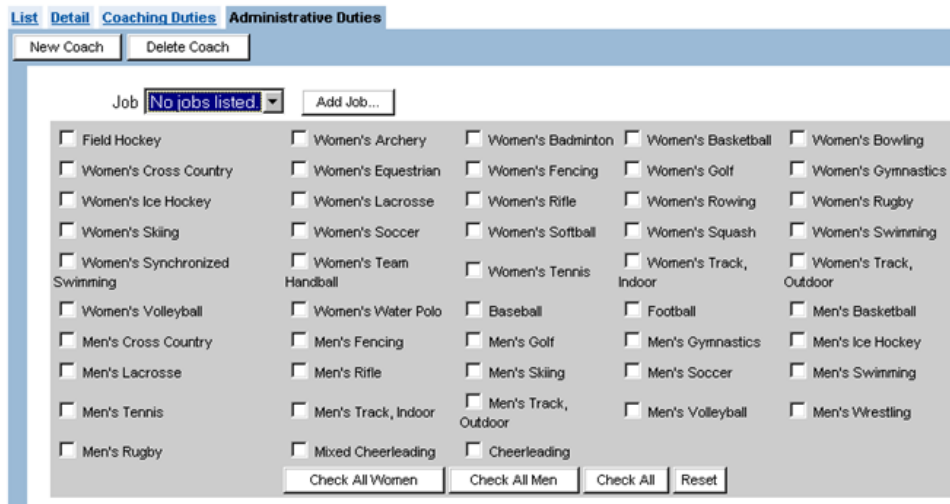 List Detail Coaching Duties Administrative Duties
New Coach Delete Coach
Job No jobs listed. Add Job...
Field Hockey Women's Archery Women's Badminton Women's Basketball Women's Bowling
Women's Cross Country Women's Equestrian Women's Fencing Women's Golf Women's Gymnastics
Women's Ice Hockey Women's Lacrosse Women's Rifle Women's Rowing Women's Rugby
Women's Skiing Women's Soccer Women's Softball Women's Squash Women's Swimming
Women's Synchronized Swimming Women's Team Handball Women's Tennis Women's Track, Indoor Women's Track, Outdoor
Women's Volleyball Women's Water Polo Baseball Football Men's Basketball
Men's Cross Country Men's Fencing Men's Golf Men's Gymnastics Men's Ice Hockey
Men's Lacrosse Men's Rifle Men's Skiing Men's Soccer Men's Swimming
Men's Tennis Men's Track, Indoor Men's Track, Outdoor Men's Volleyball Men's Wrestling
Men's Rugby Mixed Cheerleading Cheerleading
Check All Women Check All Men Check All Reset